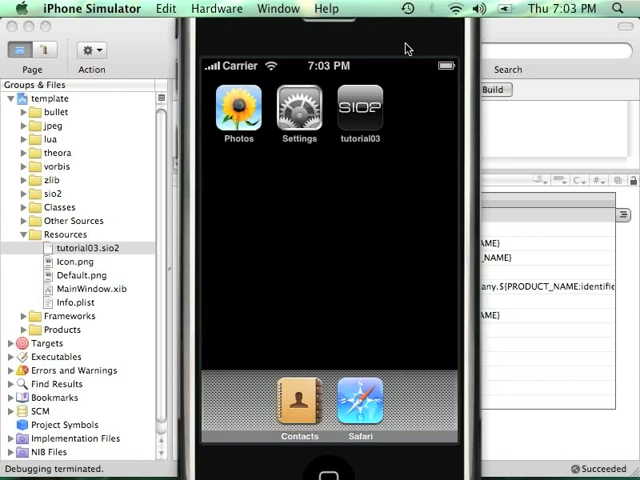 iPhone Simulator File Edit Hardware Window Help Thu 7:03 PM
Page Action Search
Groups & Files
Build
Carrier 7:03 PM
Photos Settings tutorial03
SIO2
template
bullet
jpeg
lua
theora
vorbis
zlib
sio2
Classes
Other Sources
Resources
tutorial03.sio2
Icon.png
Default.png
MainWindow.xib
Info.plist
Frameworks
Products
Targets
Executables
Errors and Warnings
Find Results
Bookmarks
SCM
Project Symbols
Implementation Files
NIB Files
AME}
_NAME}
any.${PRODUCT_NAME:identifie
AME}
Contacts Safari
Debugging terminated. Succeeded